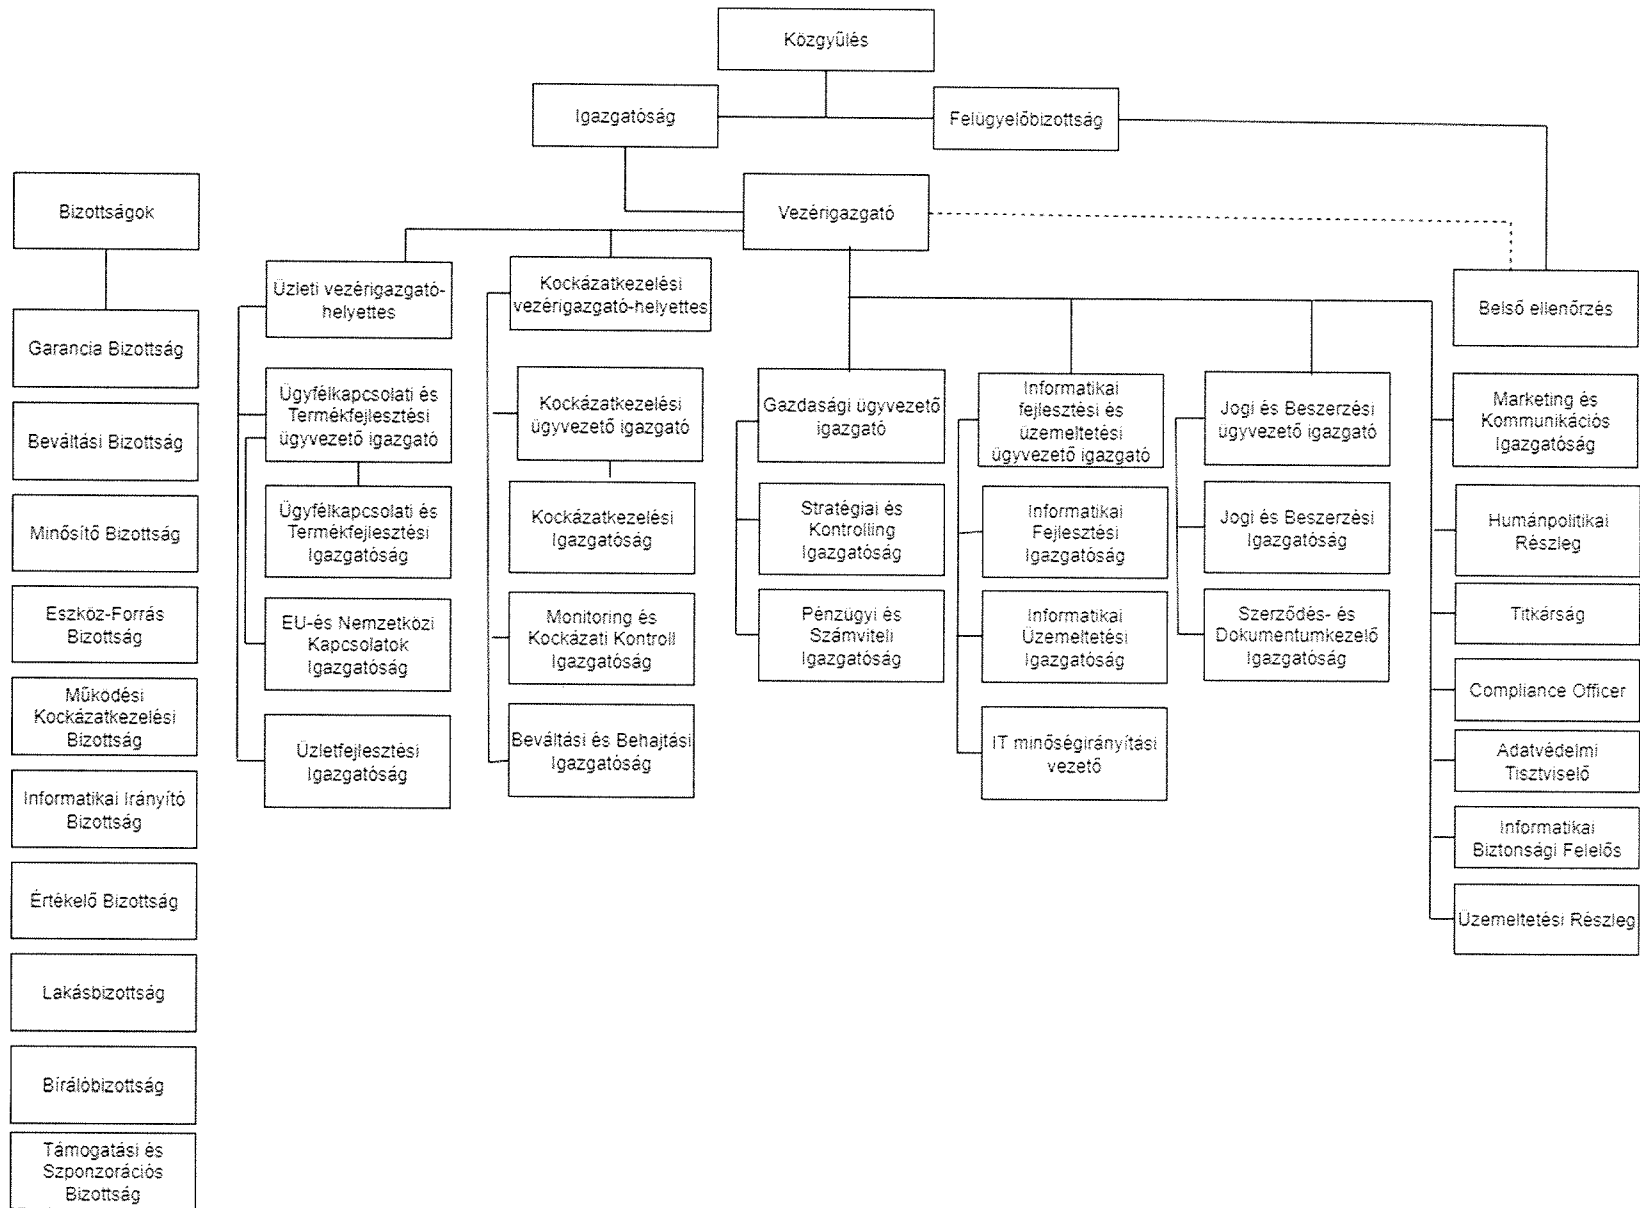 Közgyűlés
Igazgatóság
Felügyelőbizottság
Bizottságok
Vezérigazgató
Üzleti vezérigazgató-
helyettes
Kockázatkezelési
vezérigazgató-helyettes
Belső ellenőrzés
Garancia Bizottság
Beváltási Bizottság
Minősítő Bizottság
Eszköz-Forrás
Bizottság
Működési
Kockázatkezelési
Bizottság
Informatikai Irányító
Bizottság
Értékelő Bizottság
Lakásbizottság
Bírálóbizottság
Támogatási és
Szponzorációs
Bizottság
Ügyfélkapcsolati és
Termékfejlesztési
ügyvezető igazgató
Ügyfélkapcsolati és
Termékfejlesztési
Igazgatóság
EU-és Nemzetközi
Kapcsolatok
Igazgatóság
Üzletfejlesztési
Igazgatóság
Kockázatkezelési
ügyvezető igazgató
Kockázatkezelési
Igazgatóság
Monitoring és
Kockázati Kontroll
Igazgatóság
Beváltási és Behajtási
Igazgatóság
Gazdasági ügyvezető
igazgató
Stratégiai és
Kontrolling
Igazgatóság
Pénzügyi és
Számviteli
Igazgatóság
Informatikai
fejlesztési és
üzemeltetési
ügyvezető igazgató
Informatikai
Fejlesztési
Igazgatóság
Informatikai
Üzemeltetési
Igazgatóság
IT minőségirányítási
vezető
Jogi és Beszerzési
ügyvezető igazgató
Jogi és Beszerzési
Igazgatóság
Szerződés- és
Dokumentumkezelő
Igazgatóság
Marketing és
Kommunikációs
Igazgatóság
Humánpolitikai
Részleg
Titkárság
Compliance Officer
Adatvédelmi
Tisztviselő
Informatikai
Biztonsági Felelős
Üzemeltetési Részleg